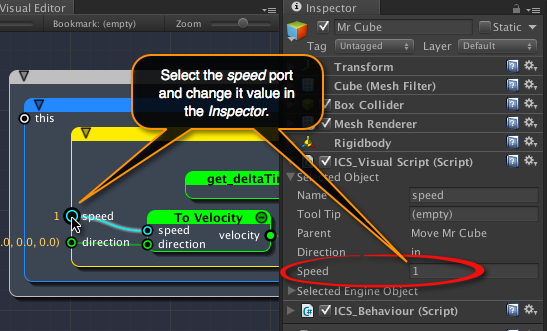 Visual Editor
Bookmark: (empty)
Zoom
this
Select the speed port
and change it value in
the Inspector.
get_deltaTi
1
speed
To Velocity
speed
velocity
.0, 0.0, 0.0)
direction
direction
Inspector
Mr Cube
Static
Tag
Untagged
Layer
Default
Transform
Cube (Mesh Filter)
Box Collider
Mesh Renderer
Rigidbody
ICS_Visual Script (Script)
Selected Object
Name speed
Tool Tip (empty)
Parent Move Mr Cube
Direction in
Speed 1
Selected Engine Object
ICS_Behaviour (Script)